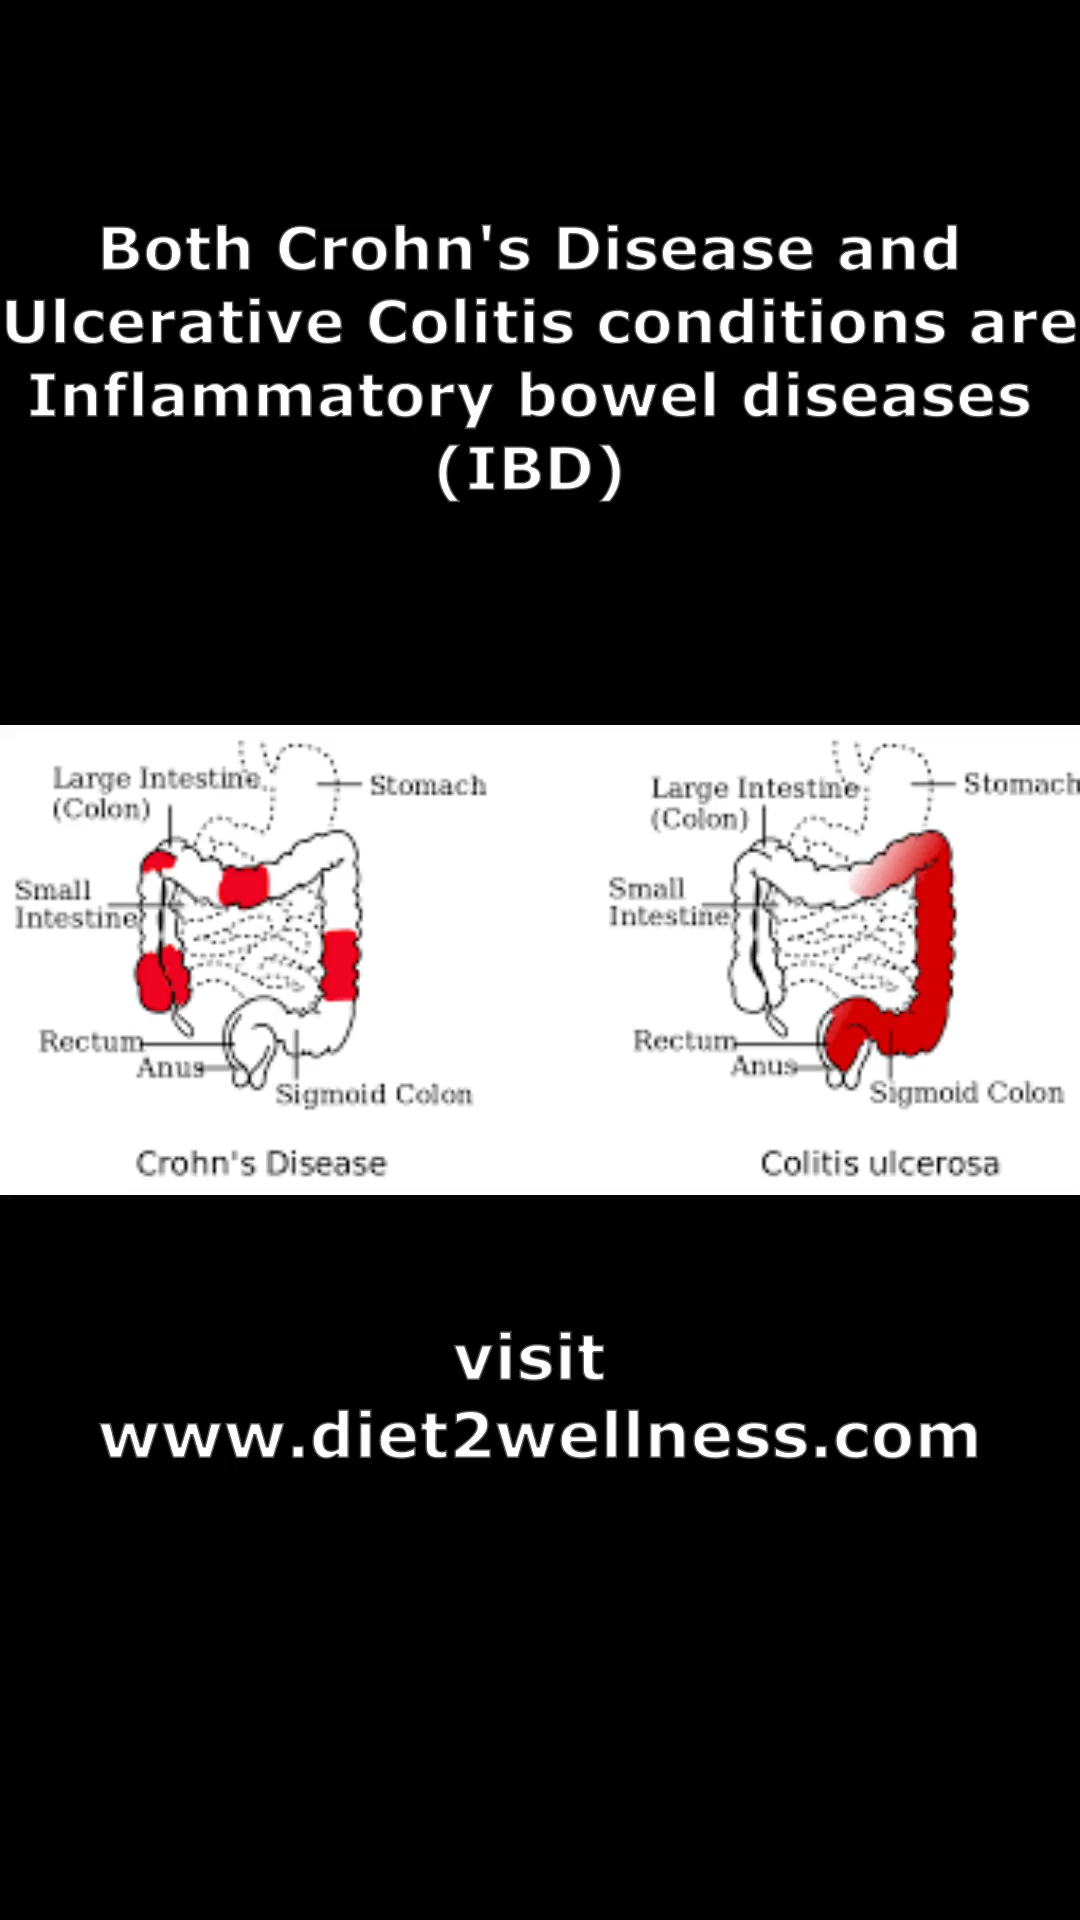 Both Crohn's Disease and
Ulcerative Colitis conditions are
Inflammatory bowel diseases
(IBD)
Large Intestine
(Colon)
Stomach
Small
Intestine
Rectum
Anus
Sigmoid Colon
Crohn's Disease
Large Intestine
(Colon)
Stomach
Small
Intestine
Rectum
Anus
Sigmoid Colon
Colitis ulcerosa
visit
www.diet2wellness.com